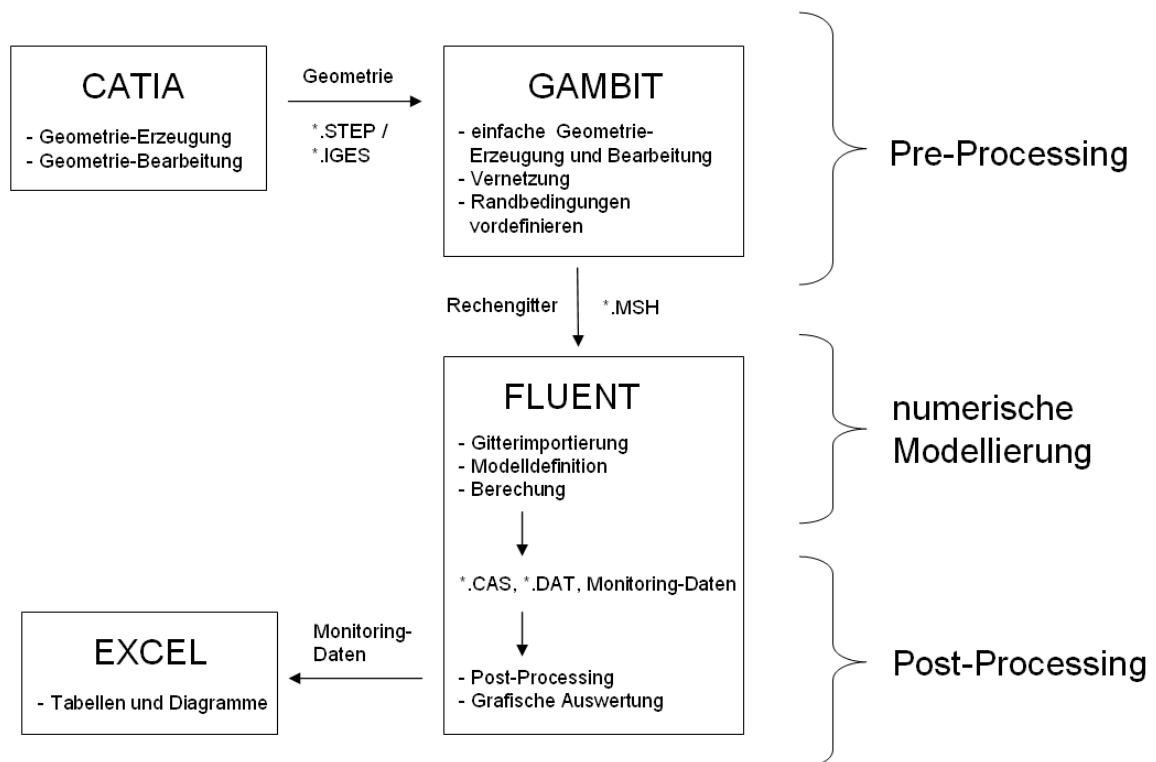 CATIA
- Geometrie-Erzeugung
- Geometrie-Bearbeitung
Geometrie
*.STEP /
*.IGES
GAMBIT
- einfache Geometrie-
Erzeugung und Bearbeitung
- Vernetzung
- Randbedingungen
vordefinieren
Pre-Processing
Rechengitter
*.MSH
FLUENT
- Gitterimportierung
- Modelldefinition
- Berechung
numerische
Modellierung
*.CAS, *.DAT, Monitoring-Daten
- Post-Processing
- Grafische Auswertung
Monitoring-
Daten
EXCEL
- Tabellen und Diagramme
Post-Processing